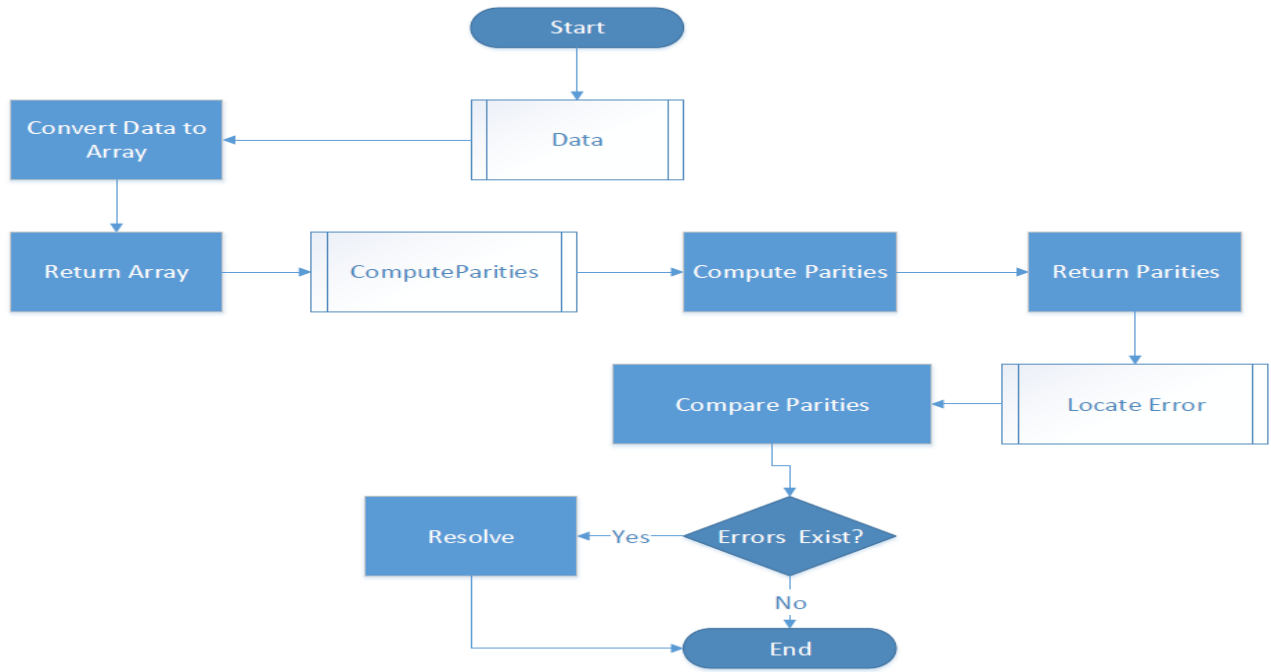 Start
Data
Convert Data to
Array
Return Array
ComputeParities
Compute Parities
Return Parities
Locate Error
Compare Parities
Errors Exist?
Yes
Resolve
No
End